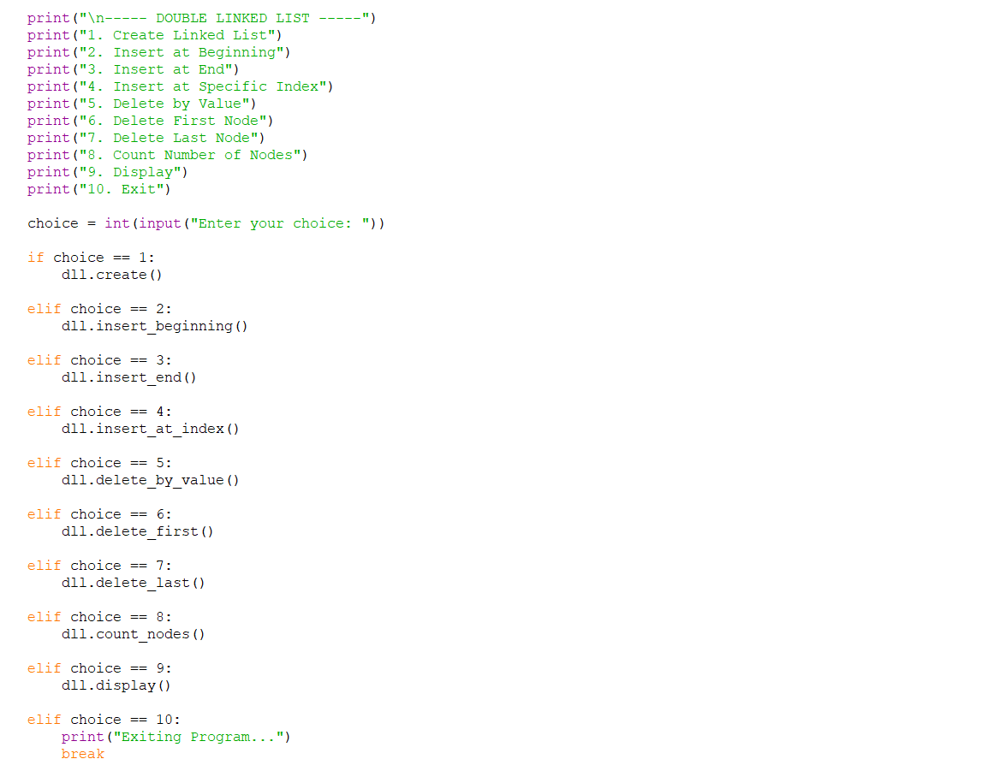 print("\n----- DOUBLE LINKED LIST -----")
print("1. Create Linked List")
print("2. Insert at Beginning")
print("3. Insert at End")
print("4. Insert at Specific Index")
print("5. Delete by Value")
print("6. Delete First Node")
print("7. Delete Last Node")
print("8. Count Number of Nodes")
print("9. Display")
print("10. Exit")

choice = int(input("Enter your choice: "))

if choice == 1:
    dll.create()

elif choice == 2:
    dll.insert_beginning()

elif choice == 3:
    dll.insert_end()

elif choice == 4:
    dll.insert_at_index()

elif choice == 5:
    dll.delete_by_value()

elif choice == 6:
    dll.delete_first()

elif choice == 7:
    dll.delete_last()

elif choice == 8:
    dll.count_nodes()

elif choice == 9:
    dll.display()

elif choice == 10:
    print("Exiting Program...")
    break